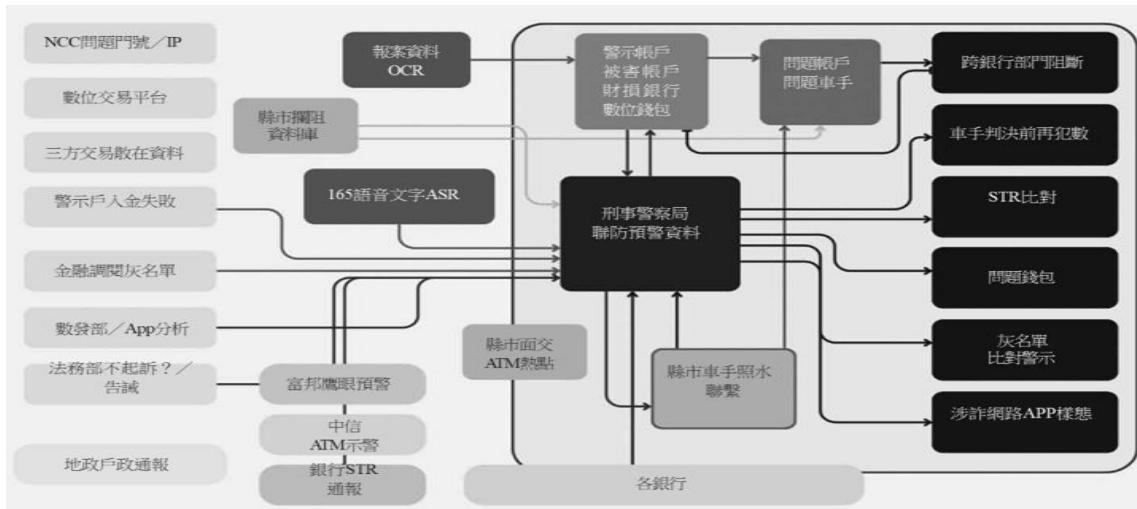 NCC問題門號／IP
數位交易平台
三方交易散在資料
警示戶入金失敗
金融調閱灰名單
數發部／App分析
法務部不起訴？／
告誡
地政戶政通報
縣市攔阻
資料庫
報案資料
OCR
165語音文字ASR
富邦鷹眼預警
中信
ATM示警
銀行STR
通報
警示帳戶
被害帳戶
財損銀行
數位錢包
問題帳戶
問題車手
刑事警察局
聯防預警資料
縣市面交
ATM熱點
縣市車手照水
聯繫
各銀行
跨銀行部門阻斷
車手判決前再犯數
STR比對
問題錢包
灰名單
比對警示
涉詐網路APP樣態